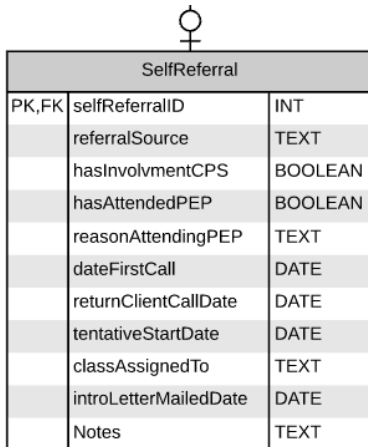 SelfReferral
PK,FK selfReferralID INT
referralSource TEXT
hasInvolvmentCPS BOOLEAN
hasAttendedPEP BOOLEAN
reasonAttendingPEP TEXT
dateFirstCall DATE
returnClientCallDate DATE
tentativeStartDate DATE
classAssignedTo TEXT
introLetterMailedDate DATE
Notes TEXT